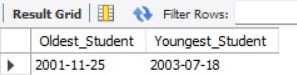 Result Grid Filter Rows:
Oldest_Student Youngest_Student
2001-11-25 2003-07-18